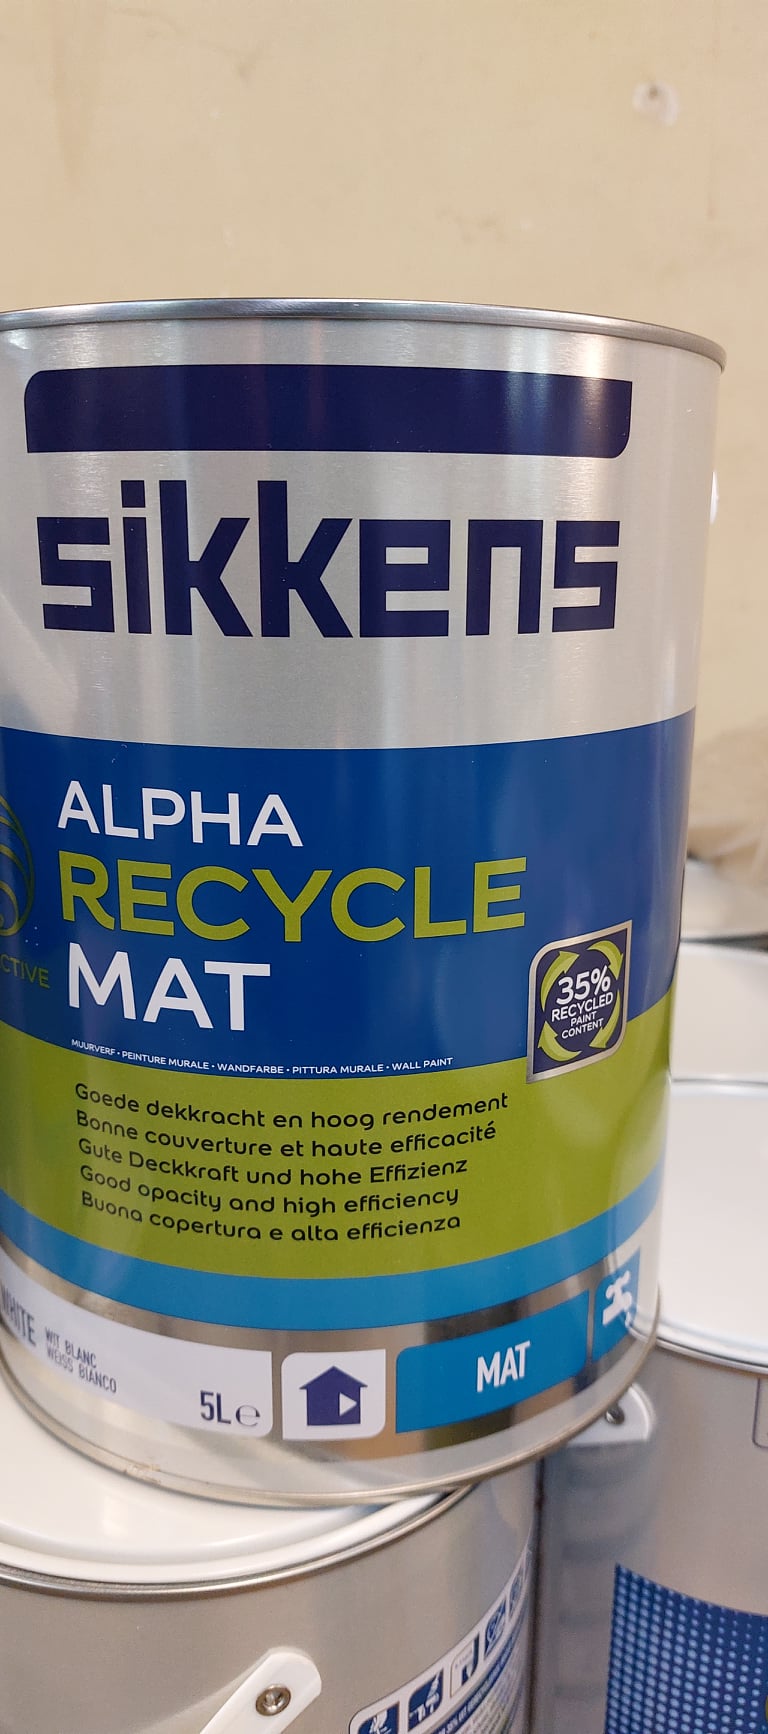 sikkens
ALPHA
RECYCLE
MAT
35%
RECYCLED
PAINT
CONTENT
MUURVERF • PEINTURE MURALE • WANDFARBE • PITTURA MURALE • WALL PAINT
Goede dekkracht en hoog rendement
Bonne couverture et haute efficacité
Gute Deckkraft und hohe Effizienz
Good opacity and high efficiency
Buona copertura e alta efficienza
WIT BLANC
WEISS BIANCO
5L℮
MAT